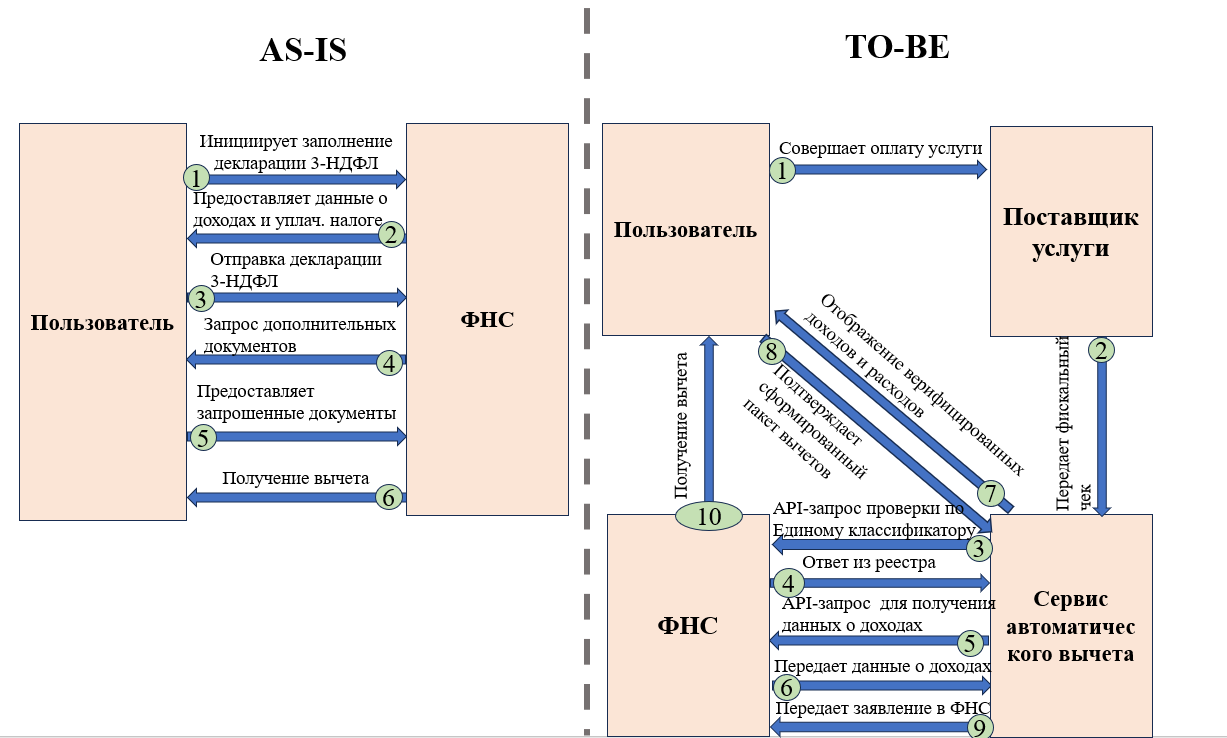 AS-IS
Пользователь
ФНС
Инициирует заполнение
декларации 3-НДФЛ
1
Предоставляет данные о
доходах и уплач. налоге
2
Отправка декларации
3-НДФЛ
3
Запрос дополнительных
документов
4
Предоставляет
запрошенные документы
5
Получение вычета
6
TO-BE
Пользователь
Совершает оплату услуги
1
Поставщик
услуги
2
Передает фискальный
чек
Отображение верифицированных
доходов и расходов
7
8
Подтверждает
сформированный
пакет вычетов
Получение вычета
10
API-запрос проверки по
Единому классификатору
3
Ответ из реестра
4
API-запрос для получения
данных о доходах
5
Передает данные о доходах
6
Передает заявление в ФНС
9
ФНС
Сервис
автоматичес
кого вычета